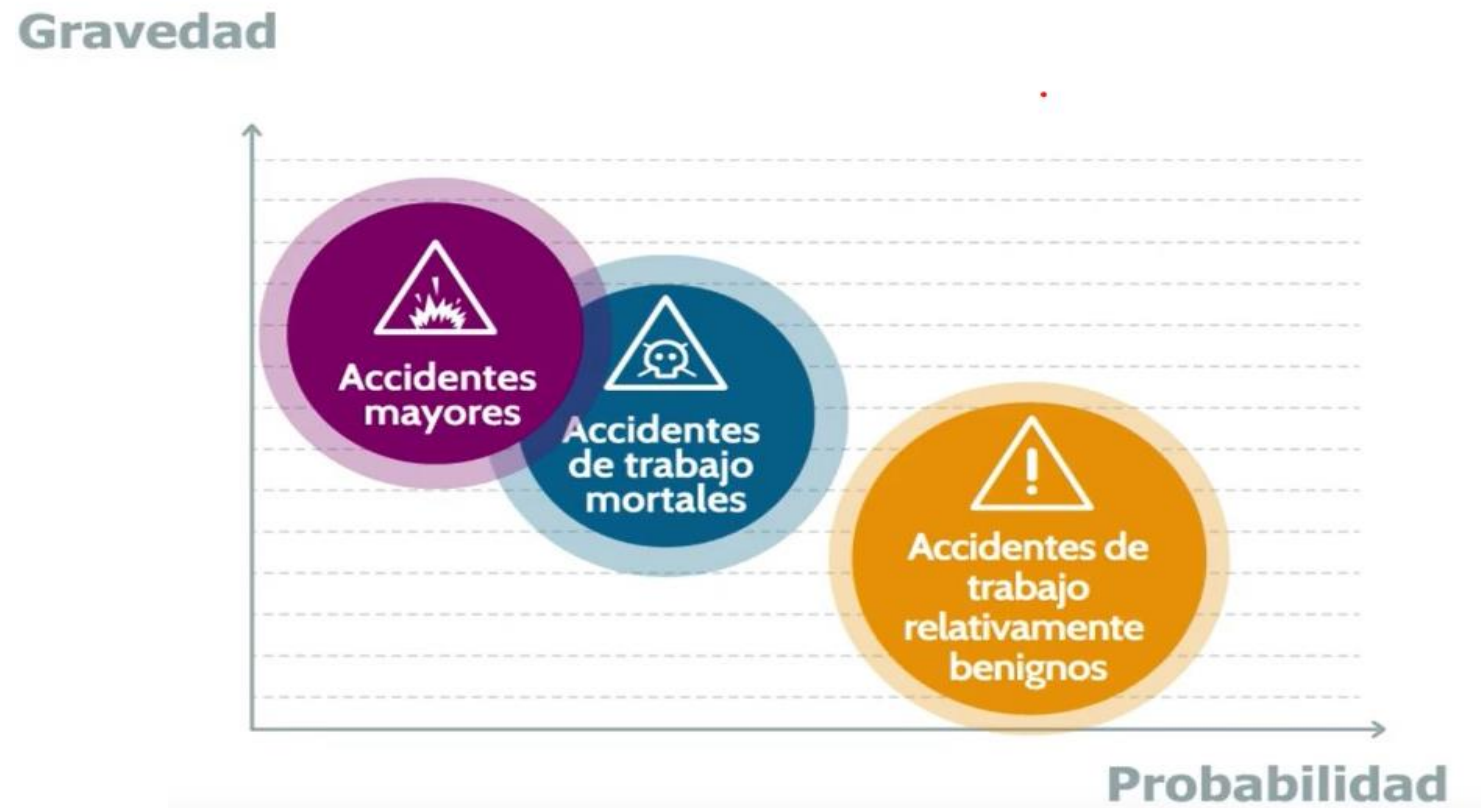 Gravedad
Accidentes
mayores
Accidentes
de trabajo
mortales
Accidentes de
trabajo
relativamente
benignos
Probabilidad